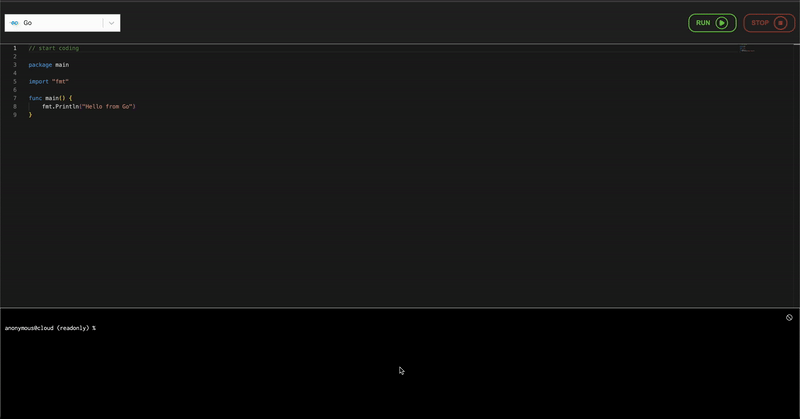 Go
RUN
STOP
1 // start coding
2
3 package main
4
5 import "fmt"
6
7 func main() {
8 fmt.Println("Hello from Go")
9 }
anonymous@cloud (readonly) %